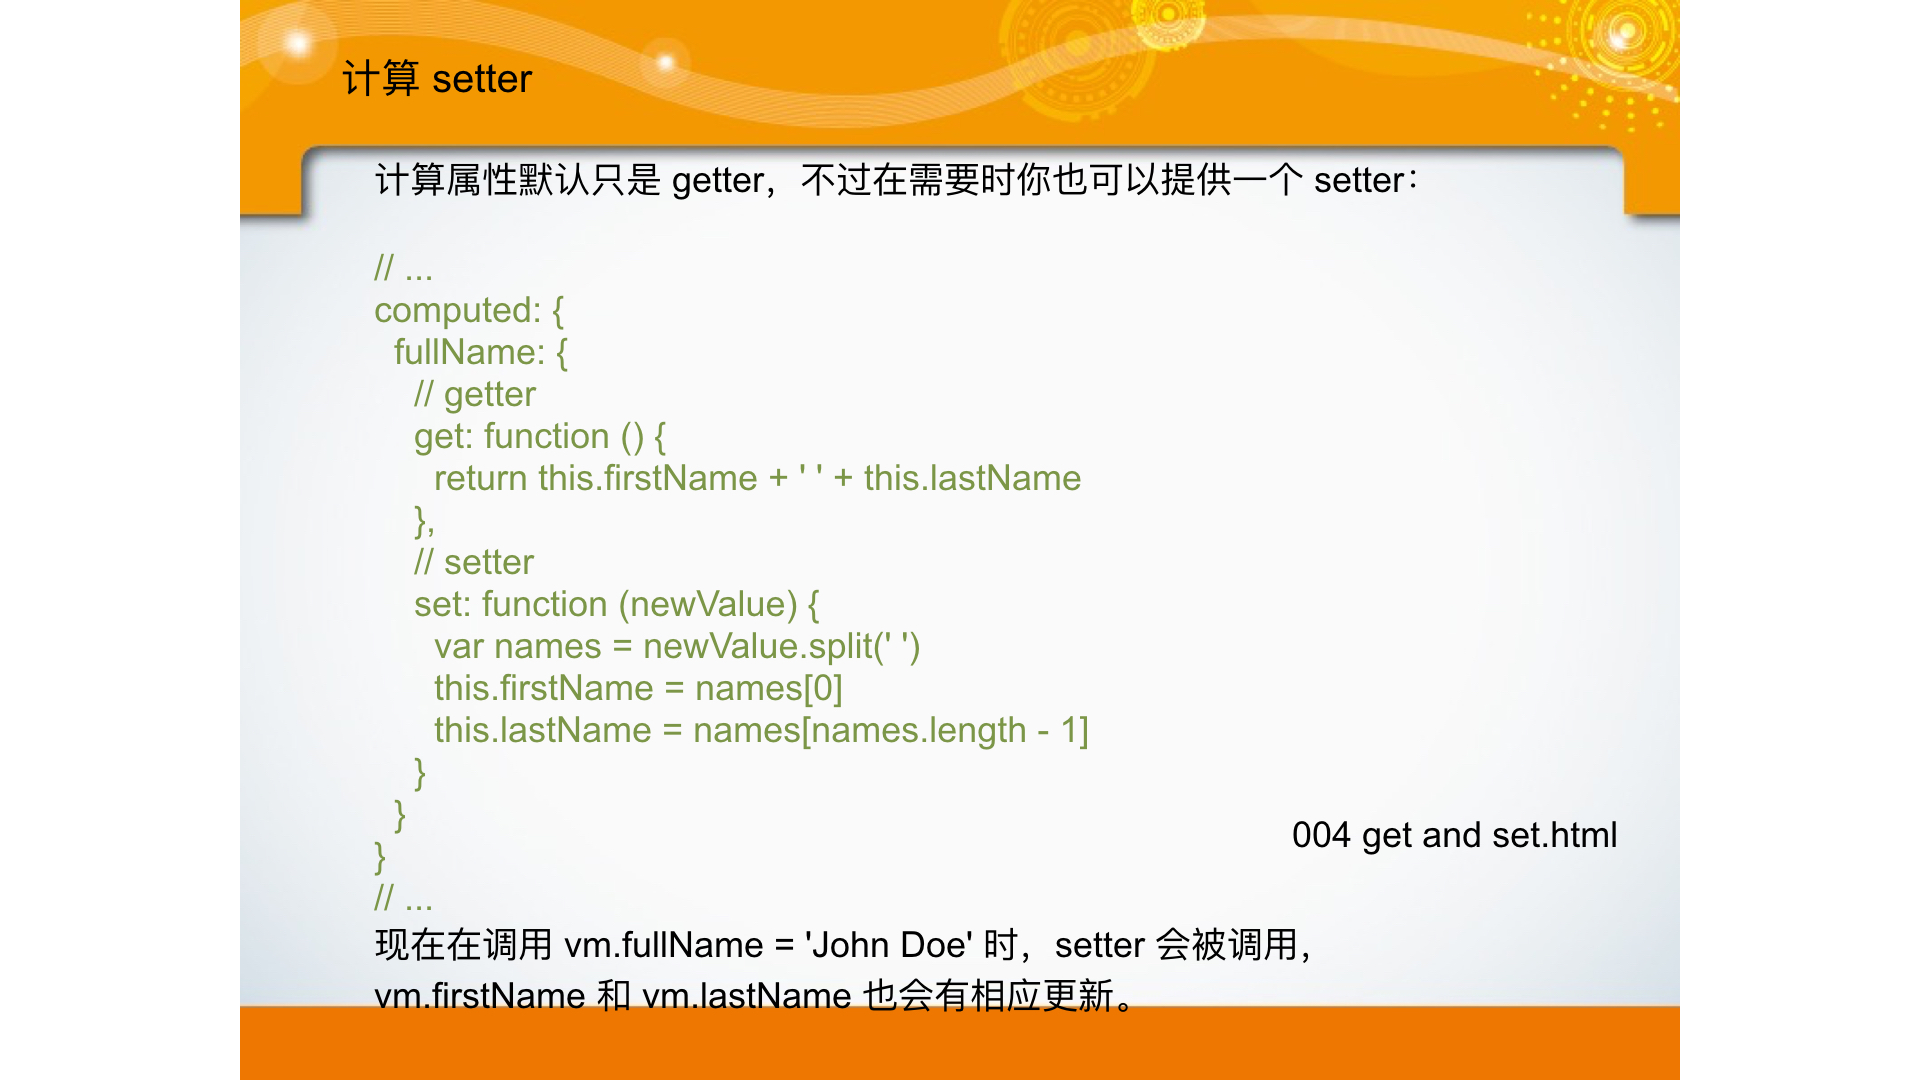 计算 setter
计算属性默认只是 getter，不过在需要时你也可以提供一个 setter：
// ...
computed: {
  fullName: {
    // getter
    get: function () {
      return this.firstName + ' ' + this.lastName
    },
    // setter
    set: function (newValue) {
      var names = newValue.split(' ')
      this.firstName = names[0]
      this.lastName = names[names.length - 1]
    }
  }
}
// ...
004 get and set.html
现在在调用 vm.fullName = 'John Doe' 时，setter 会被调用，
vm.firstName 和 vm.lastName 也会有相应更新。